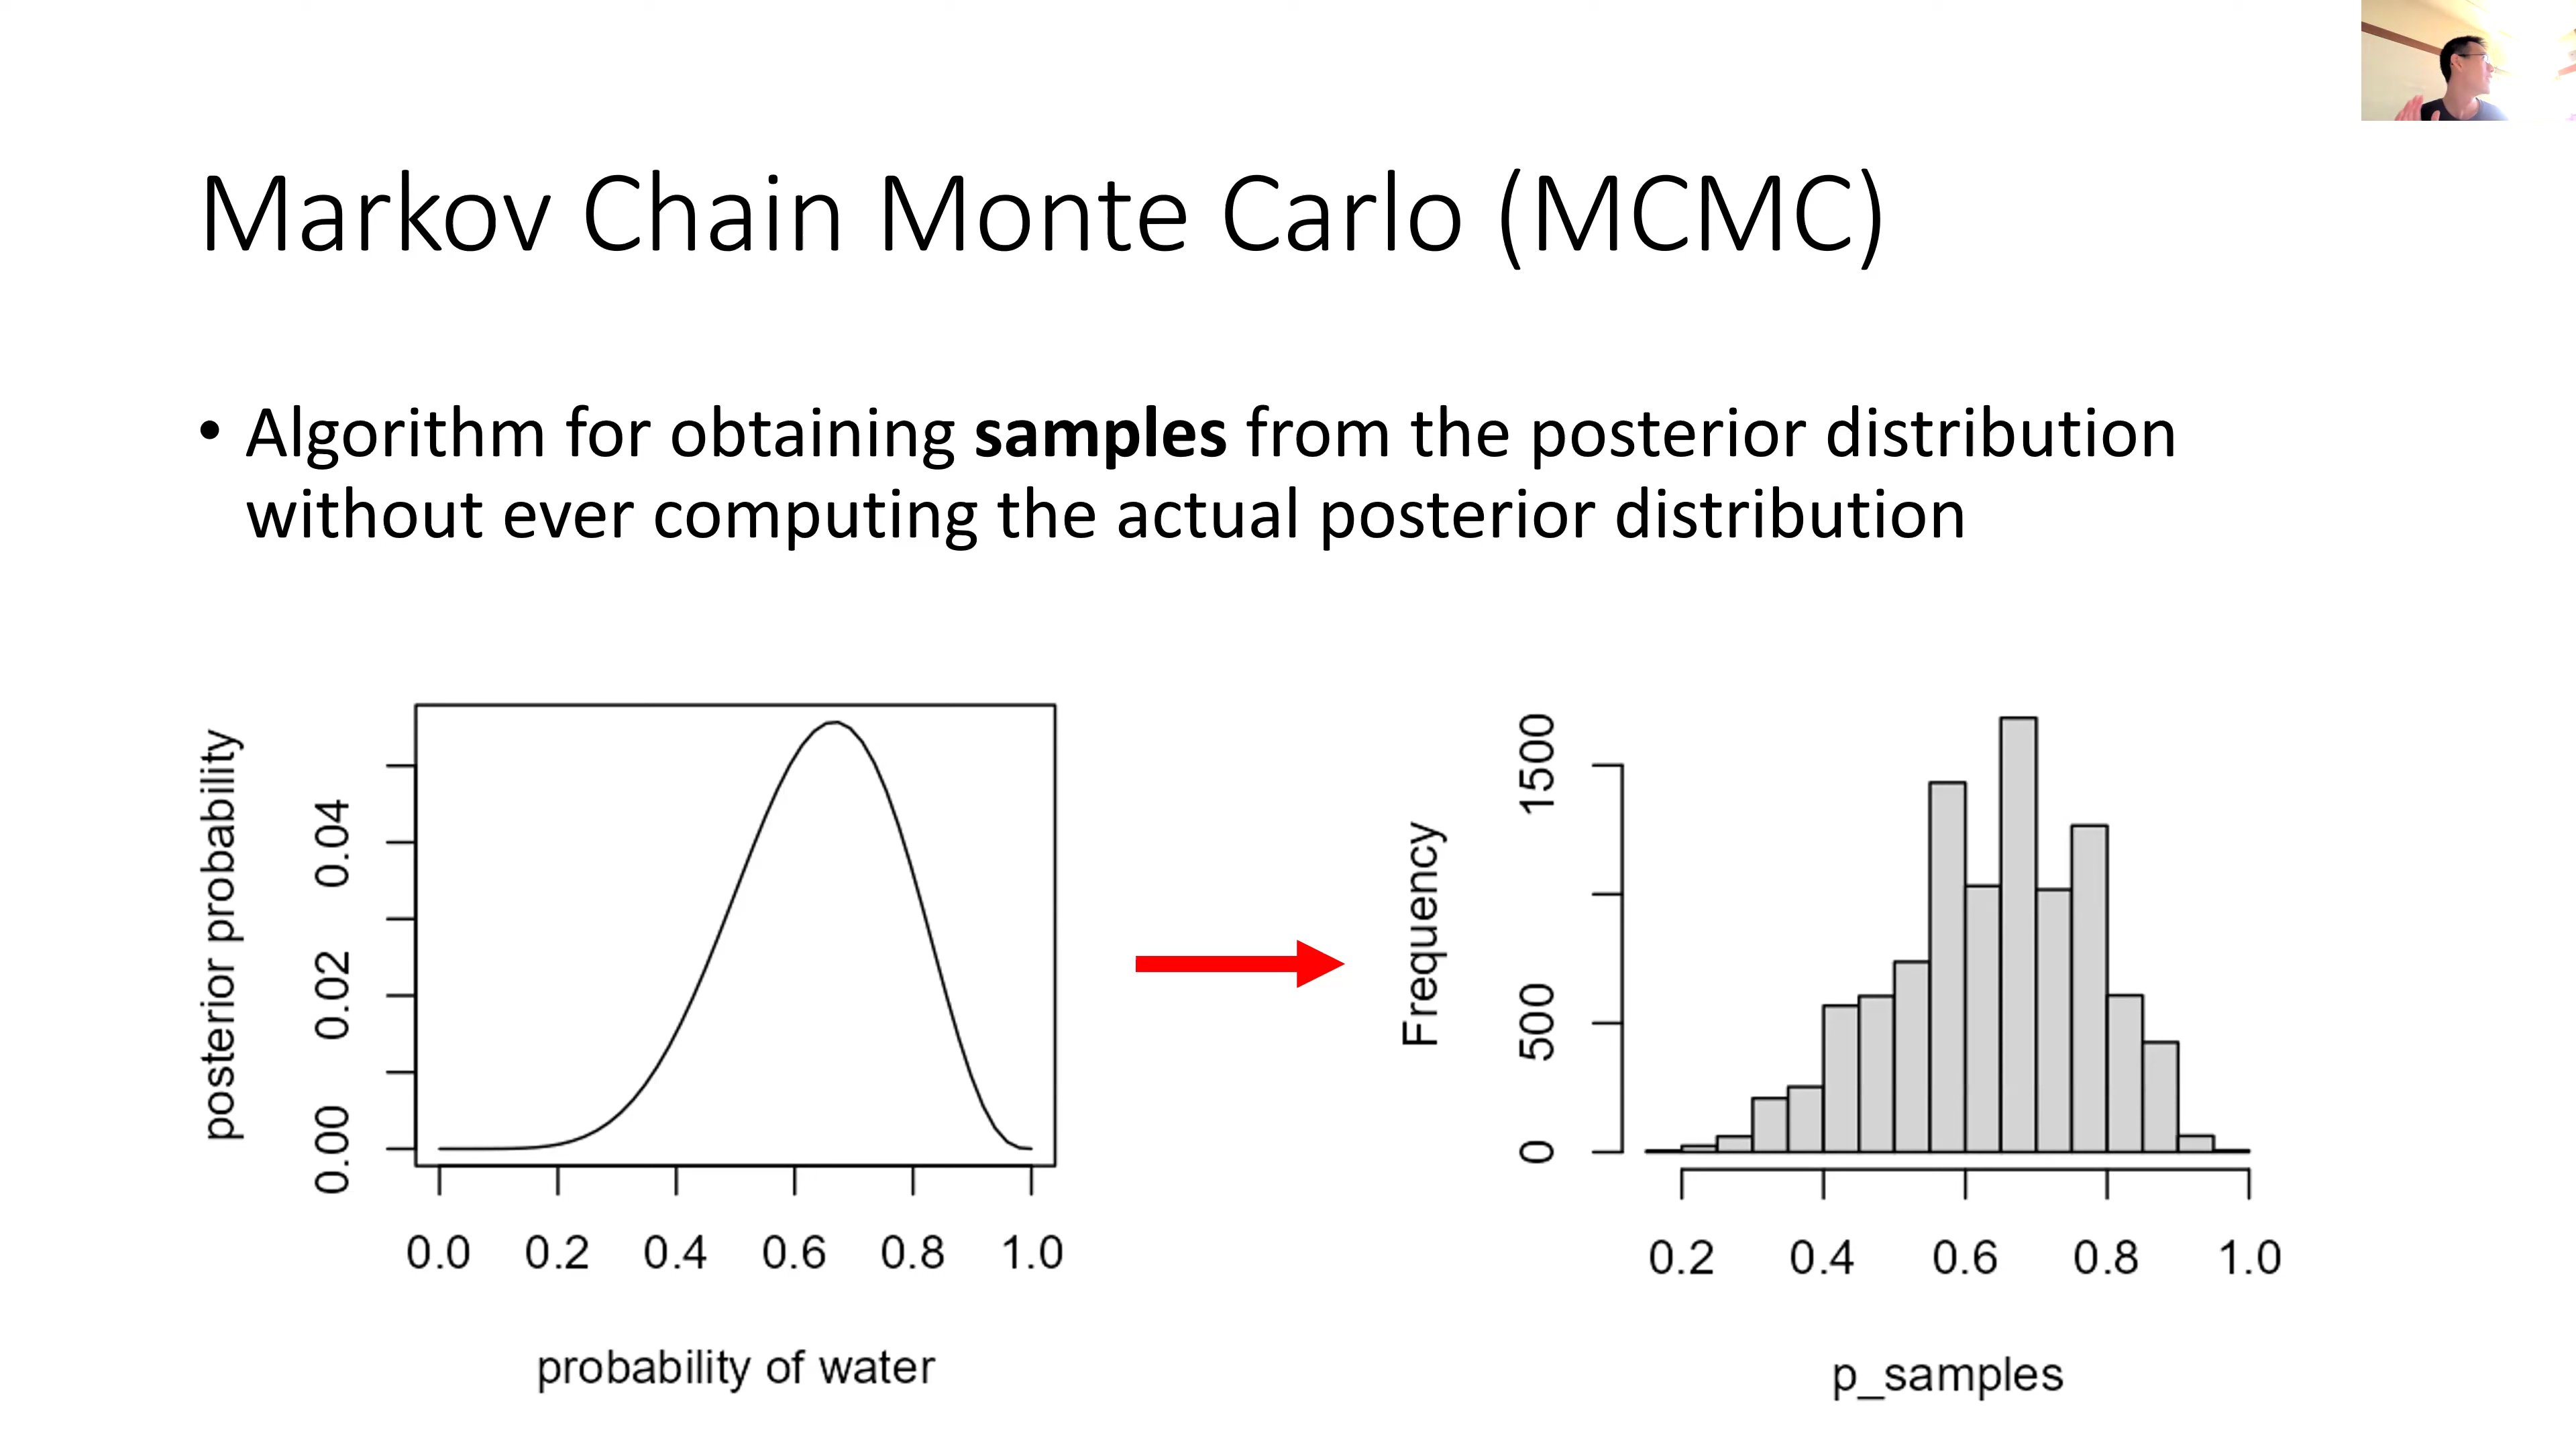 Markov Chain Monte Carlo (MCMC)
• Algorithm for obtaining samples from the posterior distribution
without ever computing the actual posterior distribution
posterior probability
0.00 0.02 0.04
0.0 0.2 0.4 0.6 0.8 1.0
probability of water
Frequency
0 500 1500
0.2 0.4 0.6 0.8 1.0
p_samples